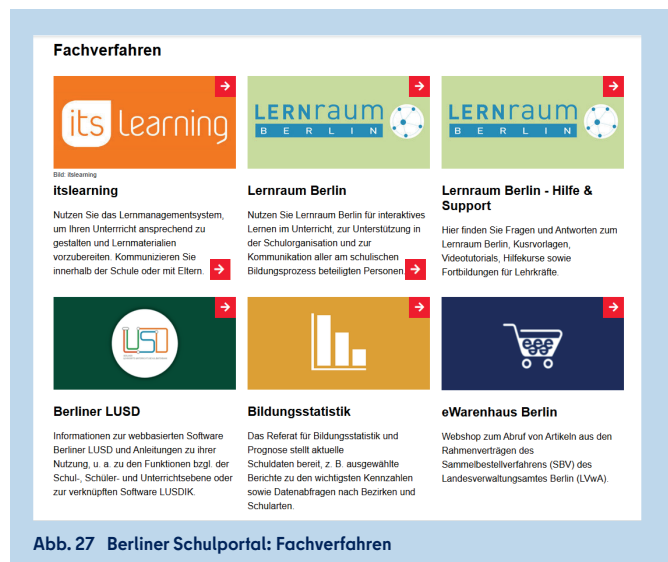 Fachverfahren
its learning
LERNraum
BERLIN
LERNraum
BERLIN
Bild: itslearning
itslearning
Nutzen Sie das Lernmanagementsystem,
um Ihren Unterrricht ansprechend zu
gestalten und Lernmaterialien
vorzubereiten. Kommunizieren Sie
innerhalb der Schule oder mit Eltern.
Lernraum Berlin
Nutzen Sie Lernraum Berlin für interaktives
Lernen im Unterricht, zur Unterstützung in
der Schulorganisation und zur
Kommunikation aller am schulischen
Bildungsprozess beteiligten Personen.
Lernraum Berlin - Hilfe &
Support
Hier finden Sie Fragen und Antworten zum
Lernraum Berlin, Kusrvorlagen,
Videotutorials, Hilfekurse sowie
Fortbildungen für Lehrkräfte.
LUSD
eee
Berliner LUSD
Informationen zur webbasierten Software
Berliner LUSD und Anleitungen zu ihrer
Nutzung, u. a. zu den Funktionen bzgl. der
Schul-, Schüler- und Unterrichtsebene oder
zur verknüpften Software LUSDIK.
Bildungsstatistik
Das Referat für Bildungsstatistik und
Prognose stellt aktuelle
Schuldaten bereit, z. B. ausgewählte
Berichte zu den wichtigsten Kennzahlen
sowie Datenabfragen nach Bezirken und
Schularten.
eWarenhaus Berlin
Webshop zum Abruf von Artikeln aus den
Rahmenverträgen des
Sammelbestellverfahrens (SBV) des
Landesverwaltungsamtes Berlin (LVwA).
Abb. 27 Berliner Schulportal: Fachverfahren